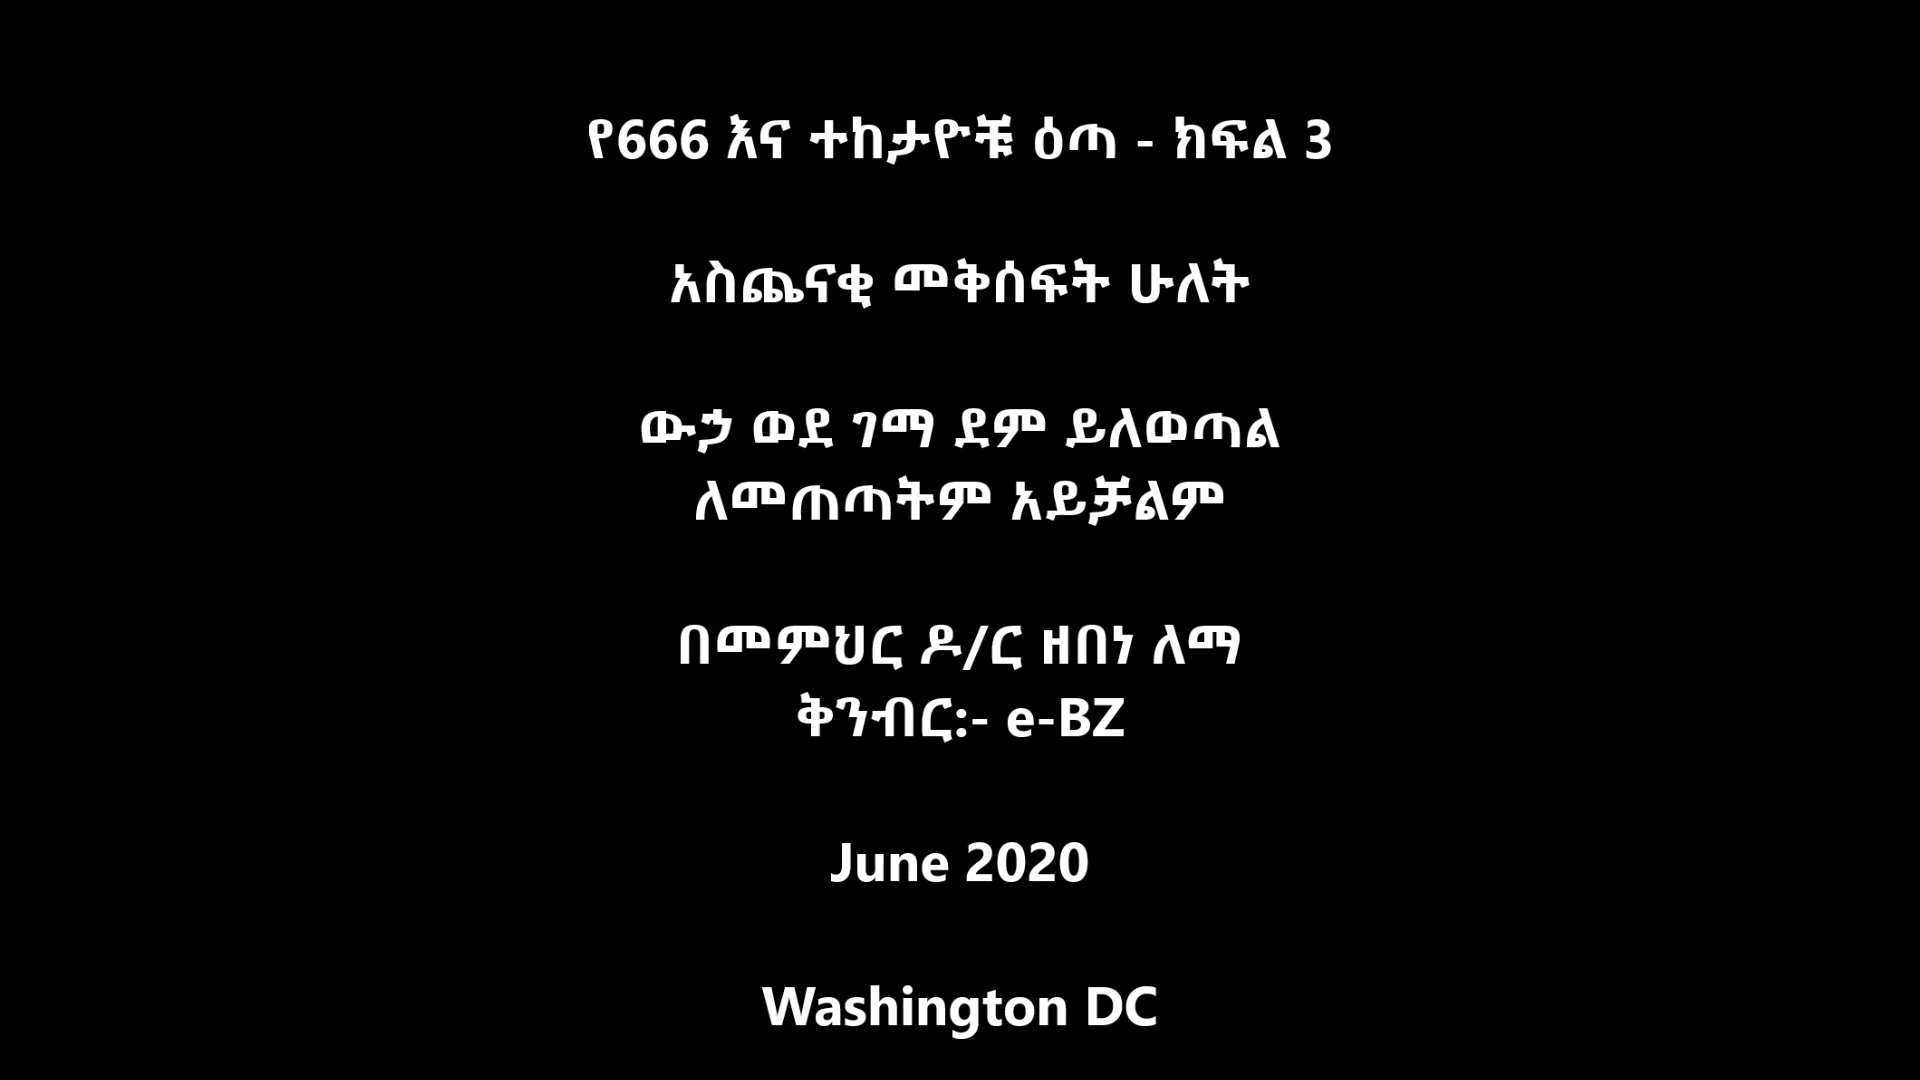 የ666 እና ተከታዮቹ ዕጣ - ክፍል 3
አስጨናቂ መቅሰፍት ሁለት
ውኃ ወደ ገማ ደም ይለወጣል
ለመጠጣትም አይቻልም
በመምህር ዶ/ር ዘበነ ለማ
ቅንብር፡- e-BZ
June 2020
Washington DC